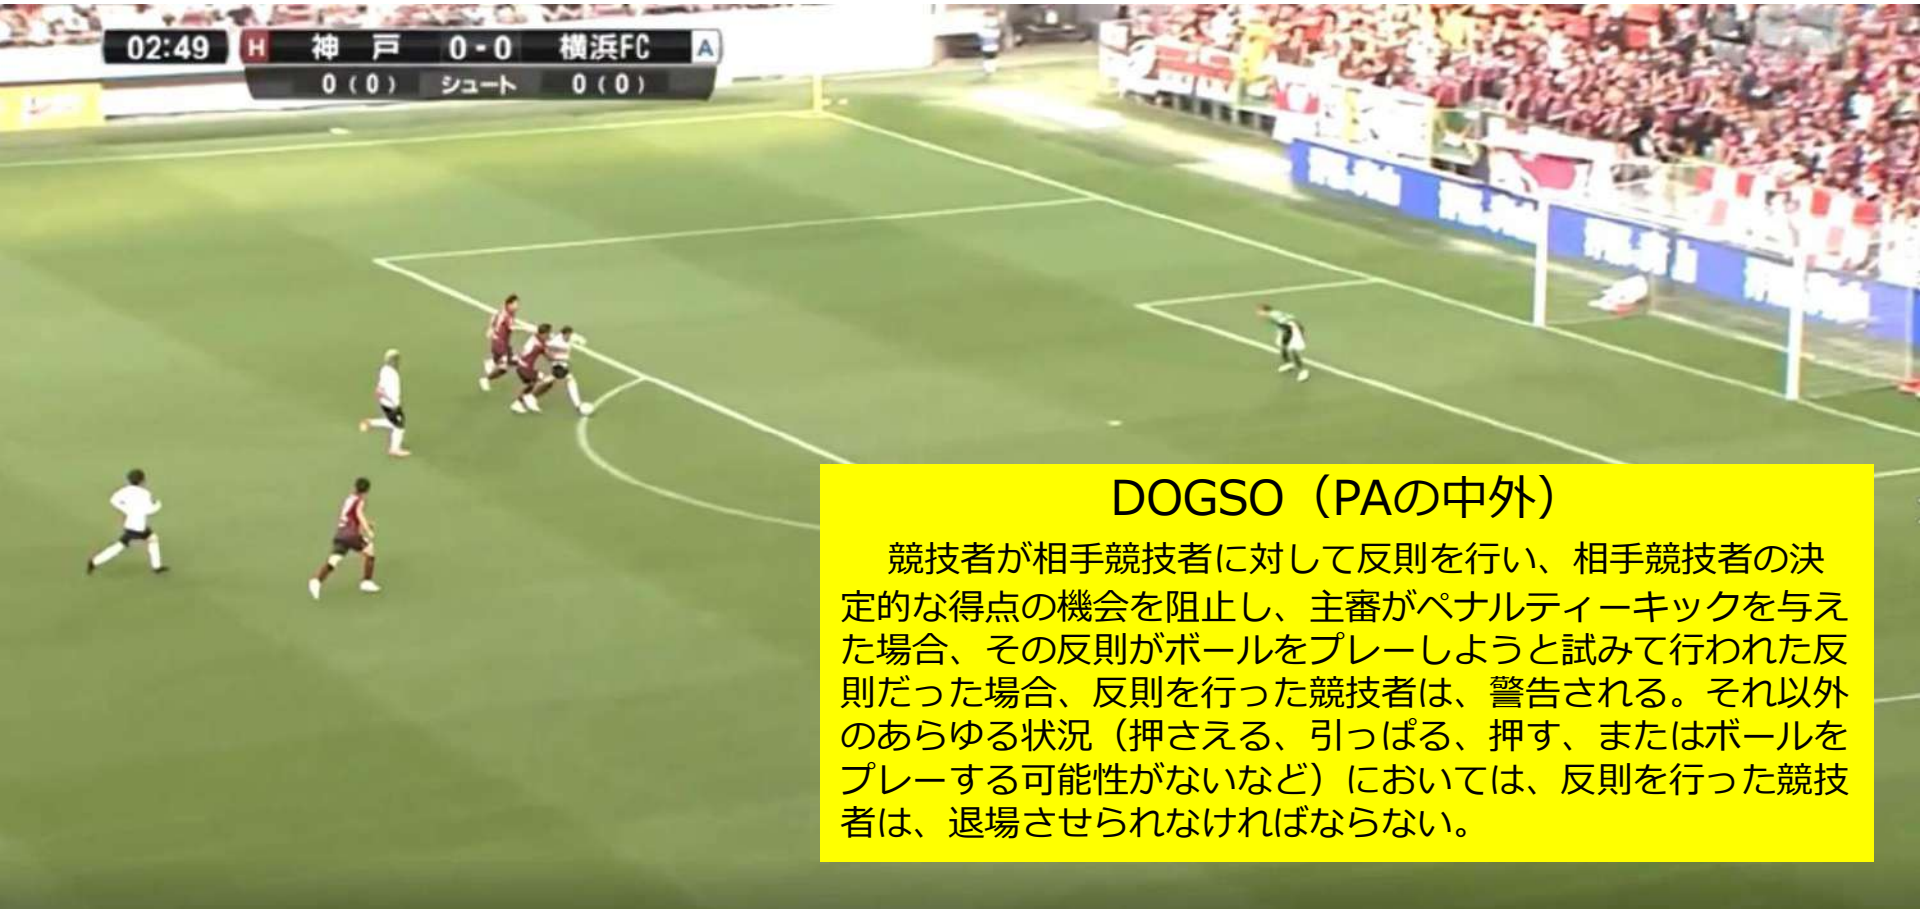 02:49 H 神戸 0-0 横浜FC A
0(0) シュート 0(0)
DOGSO（PAの中外）
競技者が相手競技者に対して反則を行い、相手競技者の決
定的な得点の機会を阻止し、主審がペナルティーキックを与え
た場合、その反則がボールをプレーしようと試みて行われた反
則だった場合、反則を行った競技者は、警告される。それ以外
のあらゆる状況（押さえる、引っぱる、押す、またはボールを
プレーする可能性がないなど）においては、反則を行った競技
者は、退場させられなければならない。